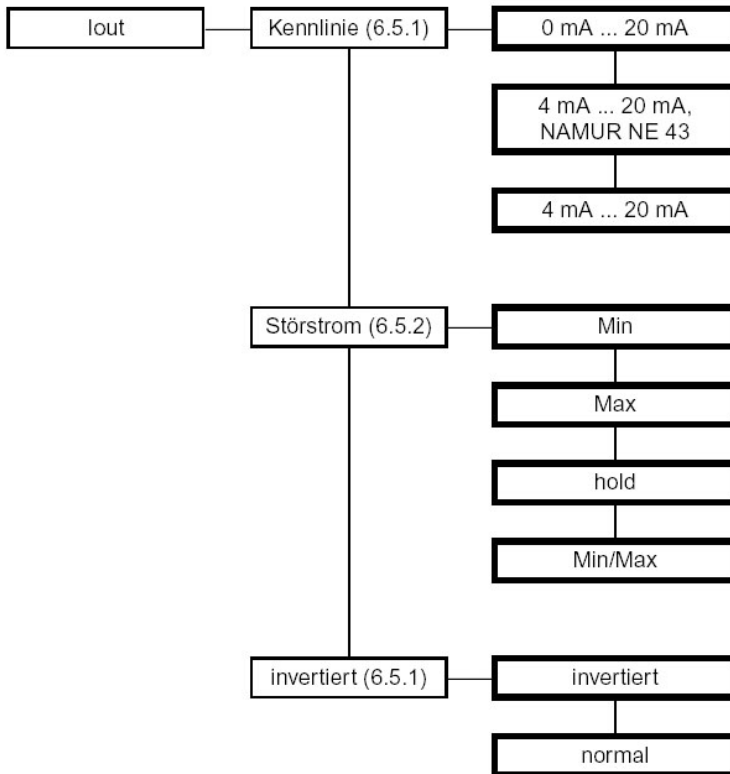 Iout
Kennlinie (6.5.1)
0 mA ... 20 mA
4 mA ... 20 mA,
NAMUR NE 43
4 mA ... 20 mA
Störstrom (6.5.2)
Min
Max
hold
Min/Max
invertiert (6.5.1)
invertiert
normal